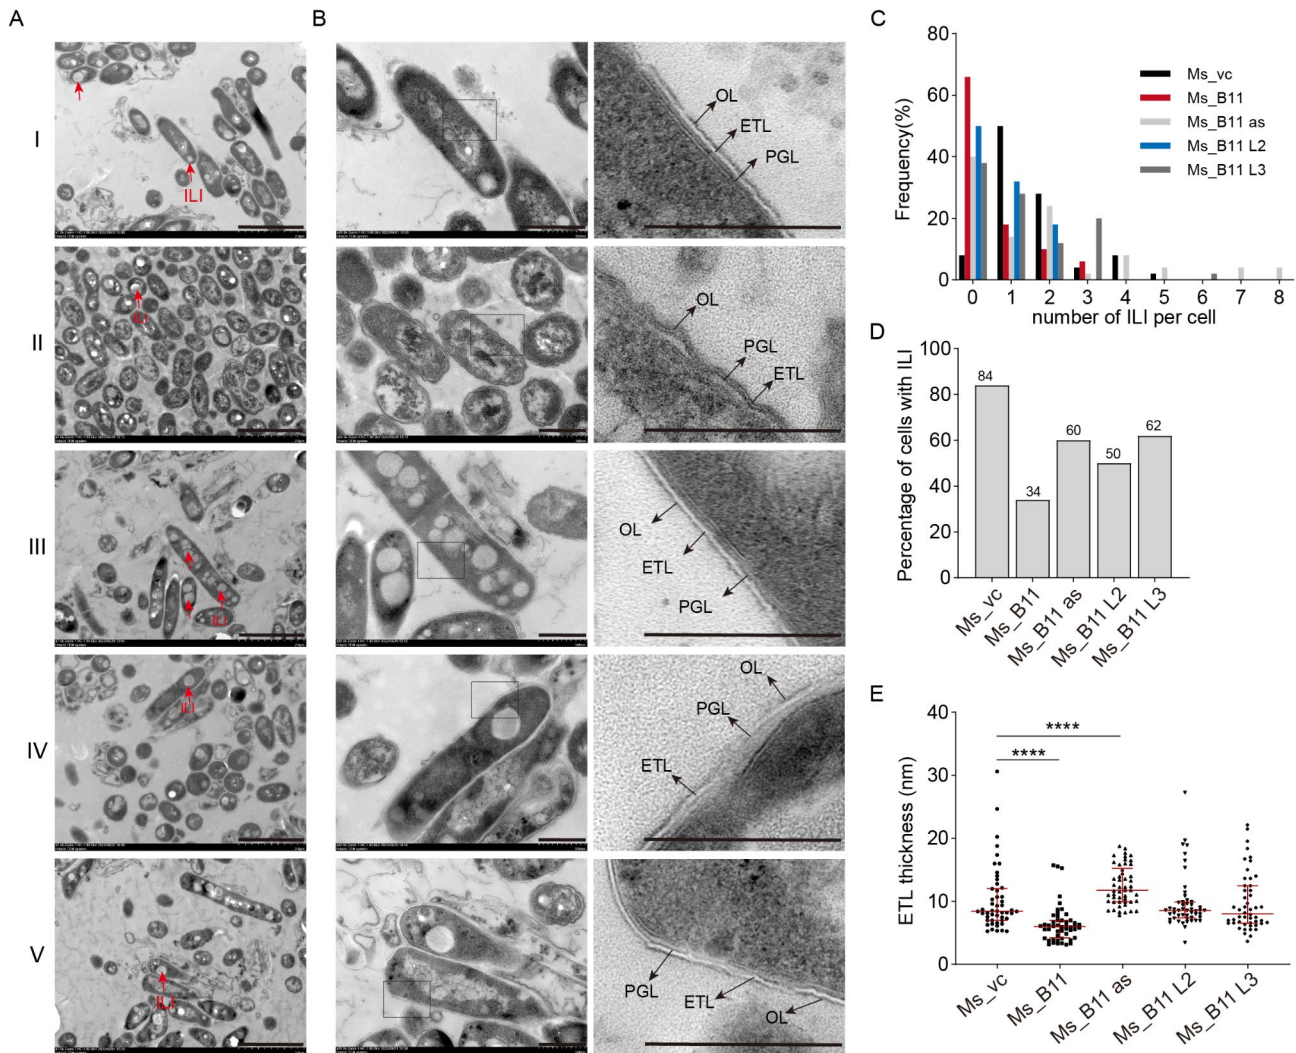 A
B
I
ILI
OL
ETL
PGL
II
ILI
OL
PGL
ETL
III
ILI
OL
ETL
PGL
IV
ILI
OL
PGL
ETL
V
ILI
PGL
ETL
OL
C
80
60
40
20
0
Frequency(%)
Ms_vc
Ms_B11
Ms_B11 as
Ms_B11 L2
Ms_B11 L3
0 1 2 3 4 5 6 7 8
number of ILI per cell
D
100
80
60
40
20
0
Percentage of cells with ILI
84
34
60
50
62
Ms_vc
Ms_B11
Ms_B11 as
Ms_B11 L2
Ms_B11 L3
E
40
30
20
10
0
ETL thickness (nm)
****
****
Ms_vc
Ms_B11
Ms_B11 as
Ms_B11 L2
Ms_B11 L3